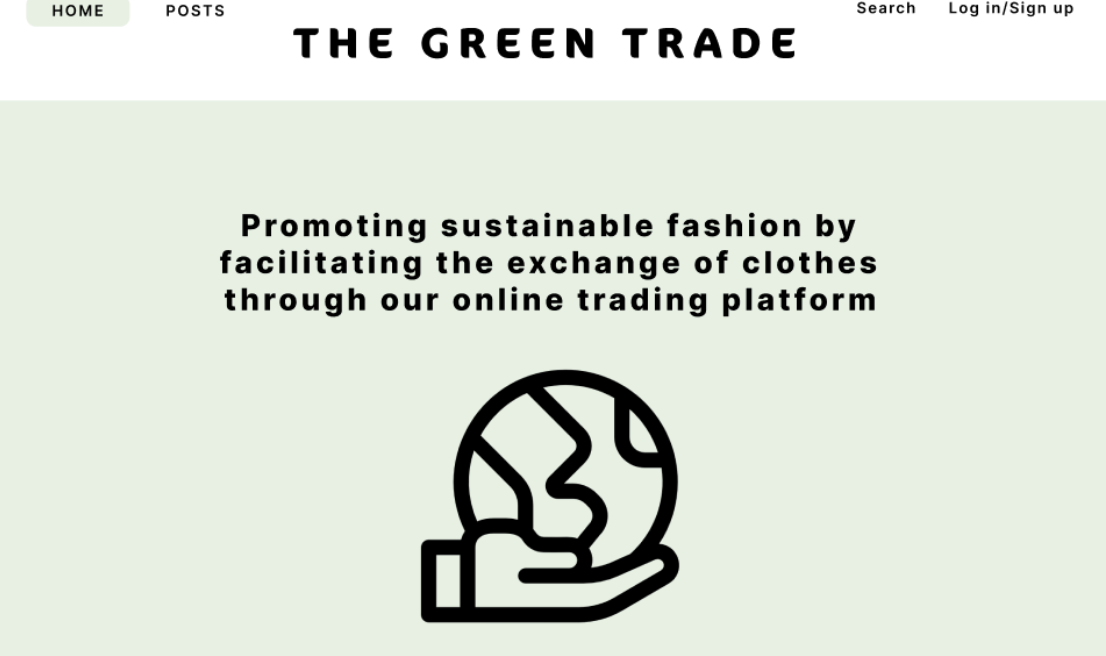 HOME
POSTS
Search
Log in/Sign up
THE GREEN TRADE
Promoting sustainable fashion by
facilitating the exchange of clothes
through our online trading platform